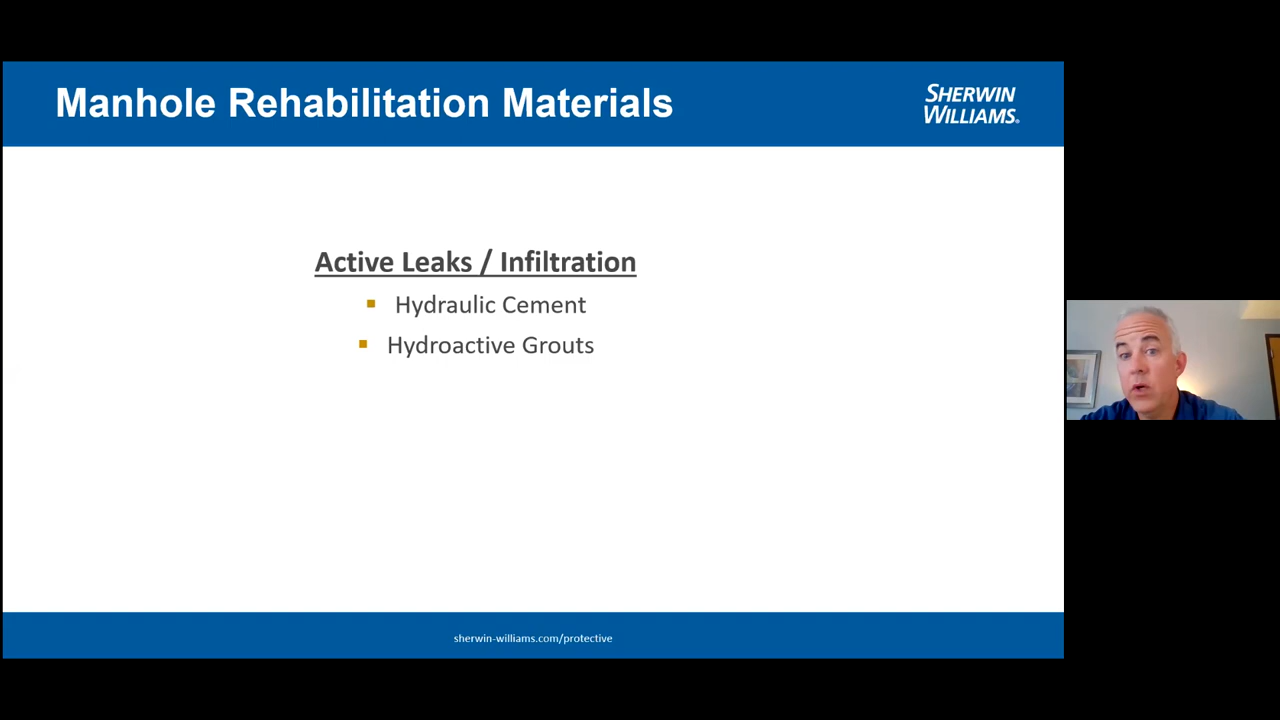 Manhole Rehabilitation Materials
SHERWIN
WILLIAMS®
Active Leaks / Infiltration
Hydraulic Cement
Hydroactive Grouts
sherwin-williams.com/protective